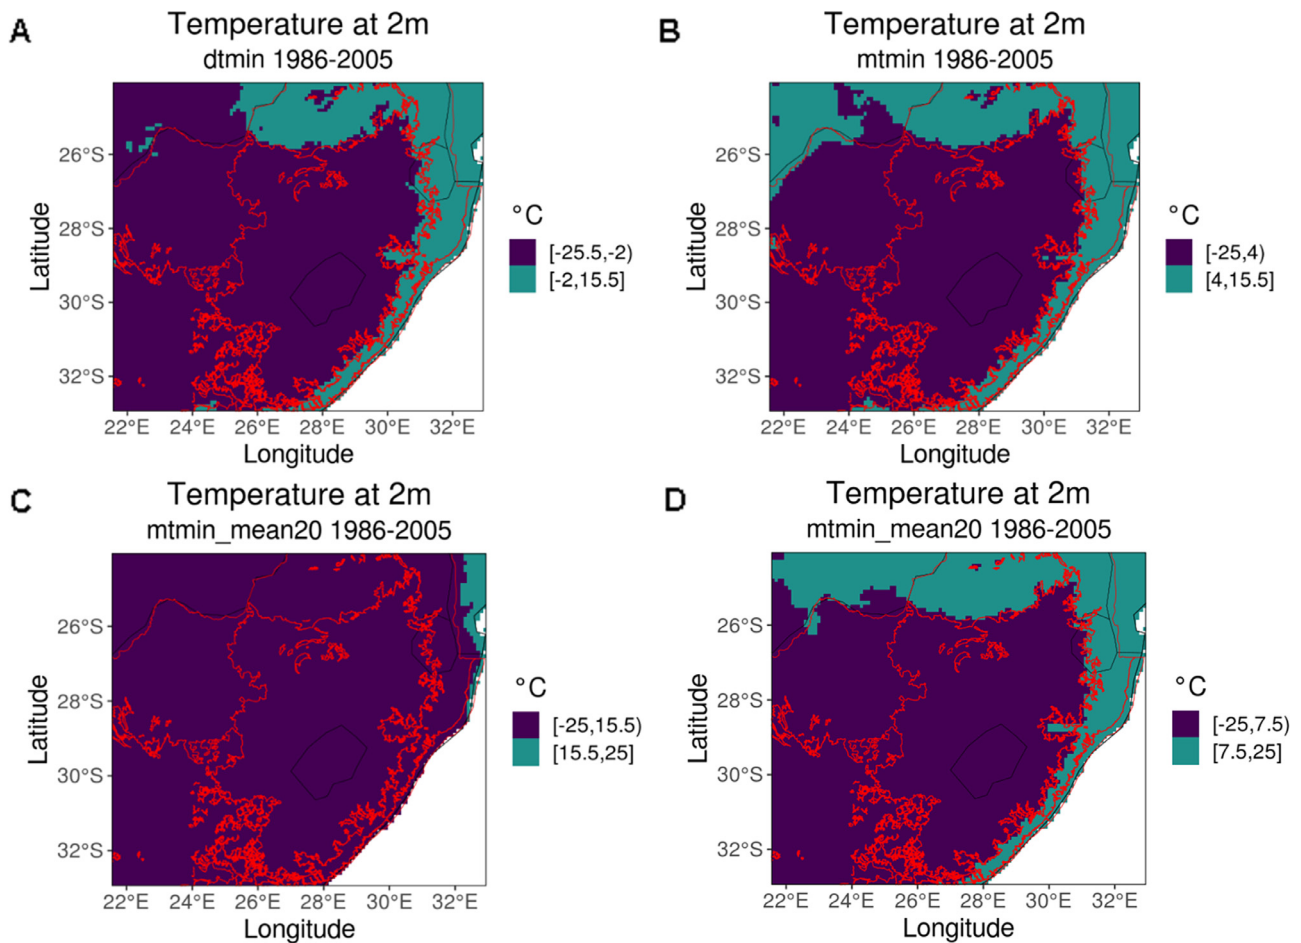 A
Temperature at 2m
dtmin 1986-2005
26°S
28°S
30°S
32°S
Latitude
22°E 24°E 26°E 28°E 30°E 32°E
Longitude
°C
[-25.5,-2)
[-2,15.5]
B
Temperature at 2m
mtmin 1986-2005
26°S
28°S
30°S
32°S
Latitude
22°E 24°E 26°E 28°E 30°E 32°E
Longitude
°C
[-25,4)
[4,15.5]
C
Temperature at 2m
mtmin_mean20 1986-2005
26°S
28°S
30°S
32°S
Latitude
22°E 24°E 26°E 28°E 30°E 32°E
Longitude
°C
[-25,15.5)
[15.5,25]
D
Temperature at 2m
mtmin_mean20 1986-2005
26°S
28°S
30°S
32°S
Latitude
22°E 24°E 26°E 28°E 30°E 32°E
Longitude
°C
[-25,7.5)
[7.5,25]